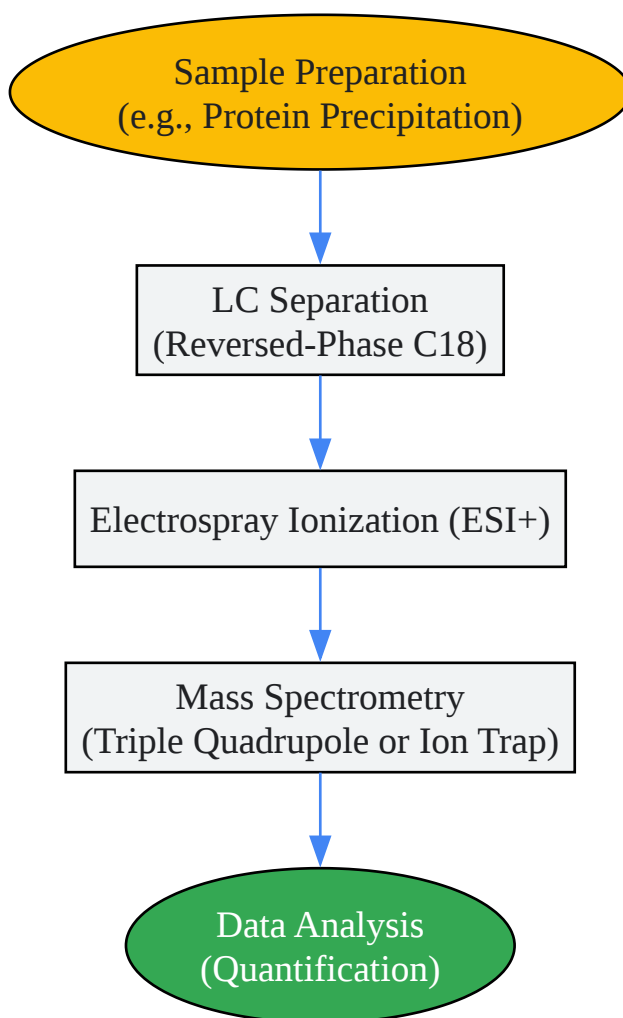 Sample Preparation
(e.g., Protein Precipitation)
LC Separation
(Reversed-Phase C18)
Electrospray Ionization (ESI+)
Mass Spectrometry
(Triple Quadrupole or Ion Trap)
Data Analysis
(Quantification)